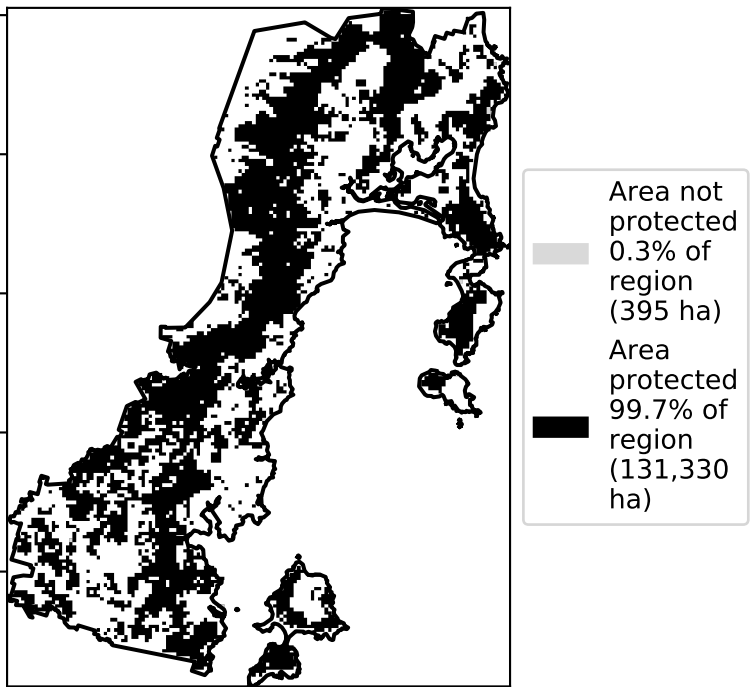 Area not
protected
0.3% of
region
(395 ha)
Area
protected
99.7% of
region
(131,330
ha)